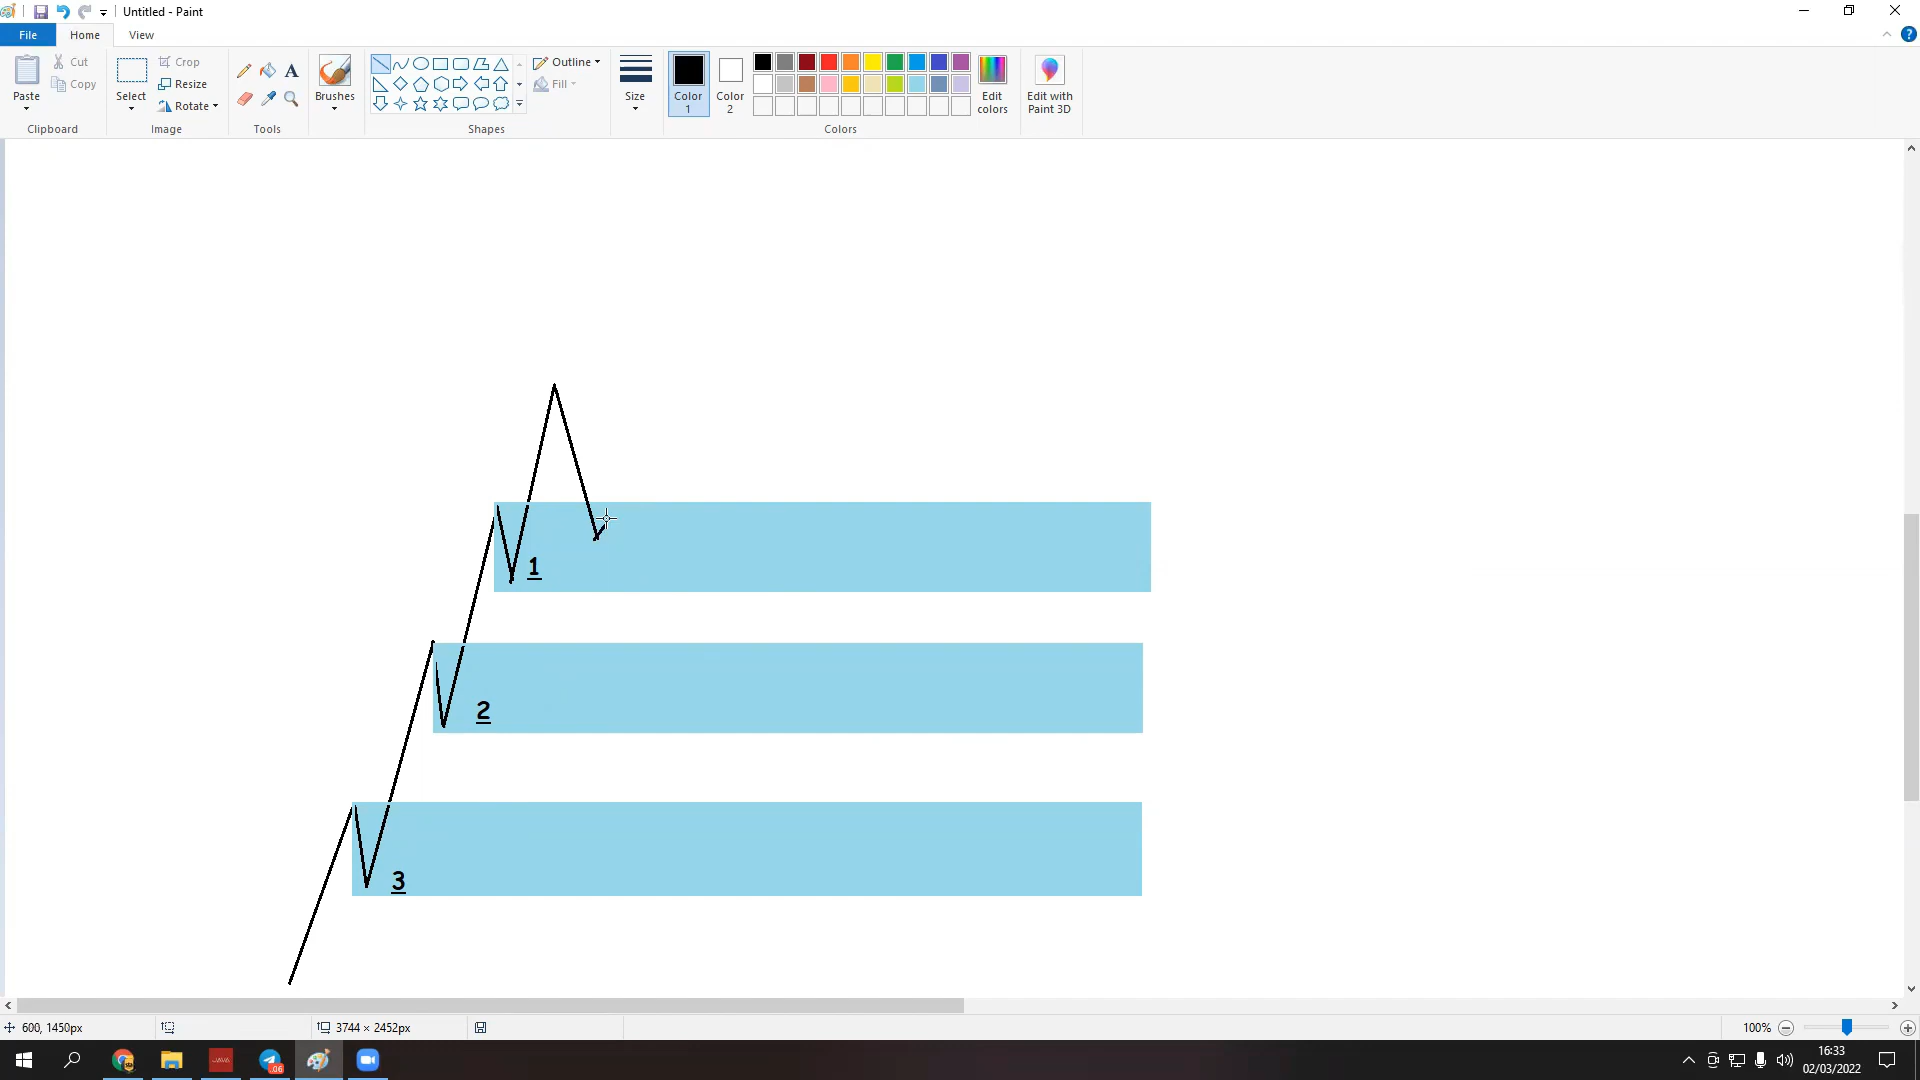 Untitled - Paint
File Home View
Paste
Cut
Copy
Clipboard
Select
Crop
Resize
Rotate
Image
Tools
Brushes
Shapes
Outline
Fill
Size
Color 1
Color 2
Edit colors
Colors
Edit with Paint 3D
1
2
3
600, 1450px
3744 × 2452px
100%
16:33
02/03/2022